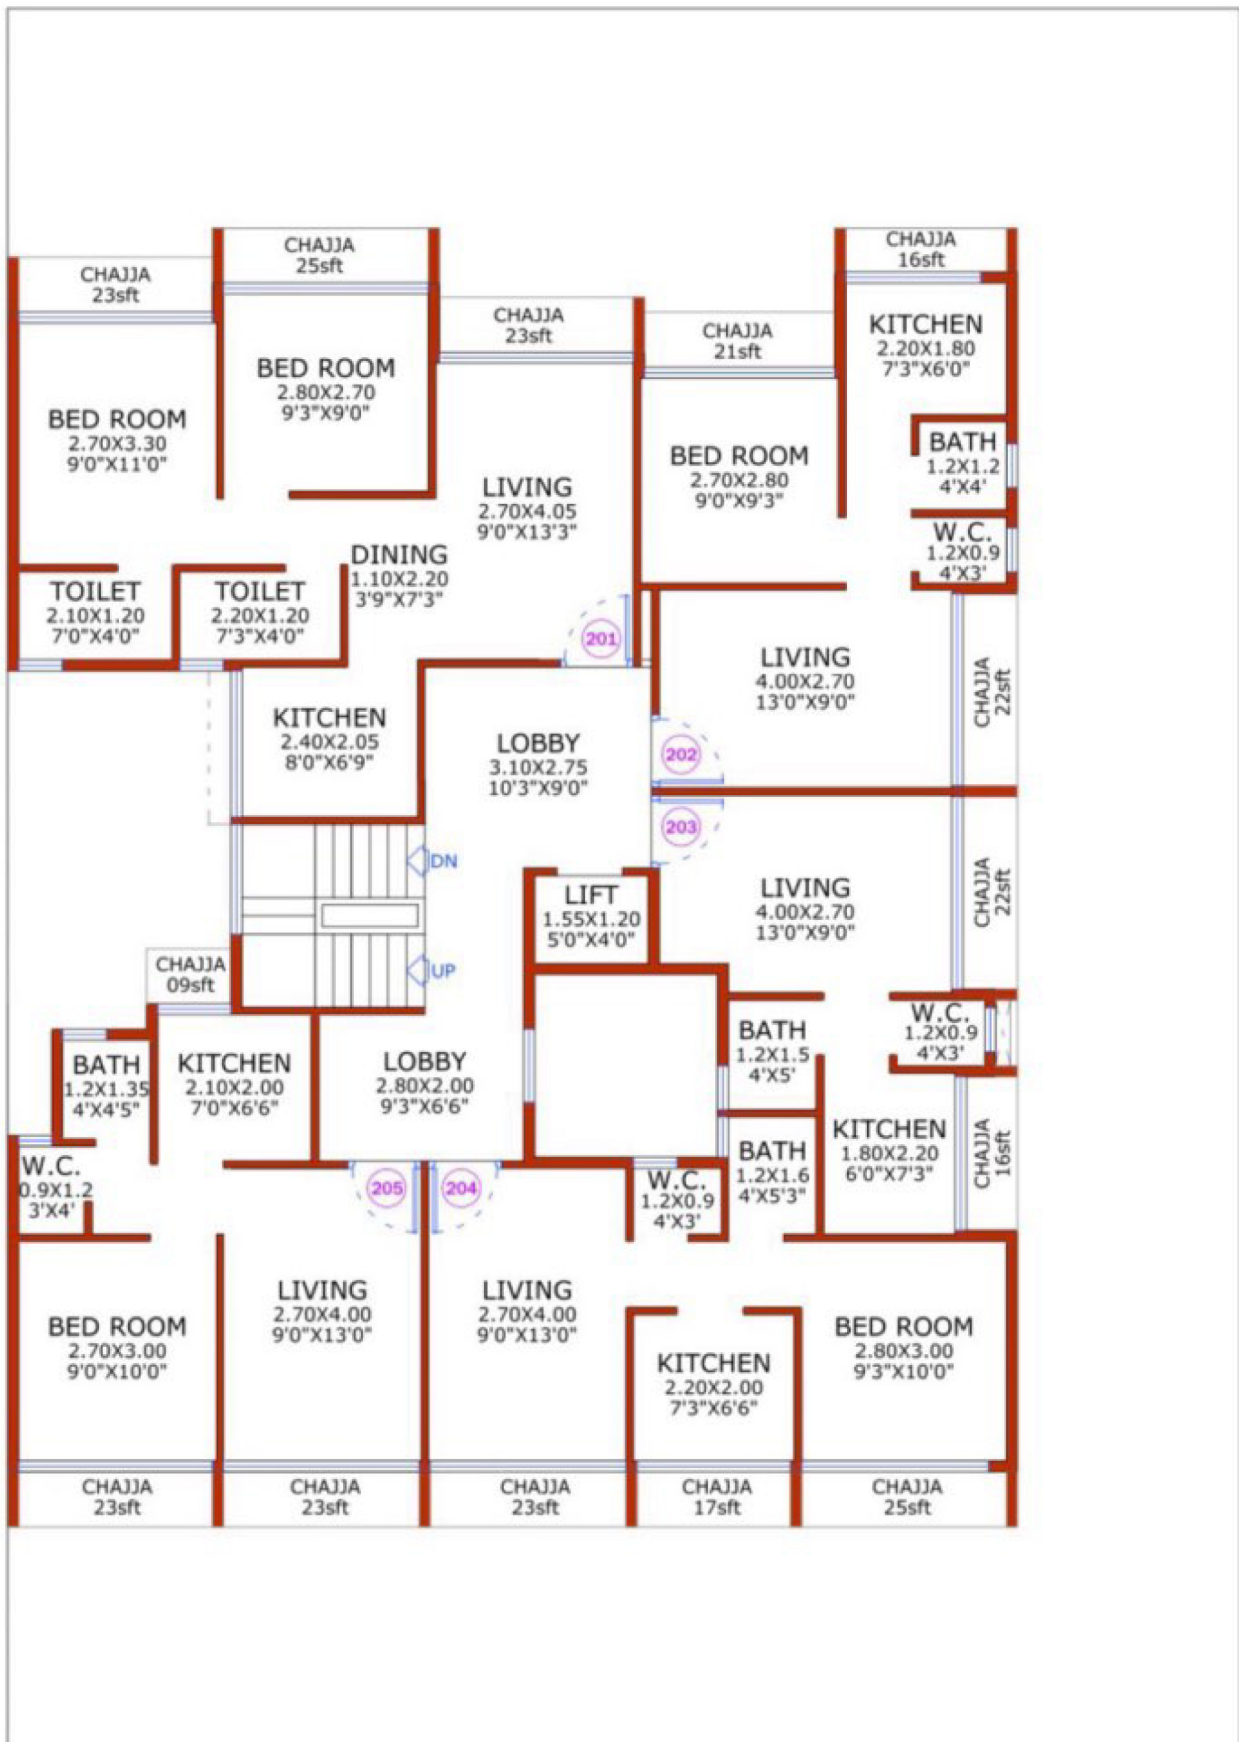 CHAJJA
23sft
CHAJJA
25sft
CHAJJA
23sft
CHAJJA
21sft
CHAJJA
16sft
BED ROOM
2.70X3.30
9'0"X11'0"
BED ROOM
2.80X2.70
9'3"X9'0"
LIVING
2.70X4.05
9'0"X13'3"
BED ROOM
2.70X2.80
9'0"X9'3"
KITCHEN
2.20X1.80
7'3"X6'0"
BATH
1.2X1.2
4'X4'
W.C.
1.2X0.9
4'X3'
DINING
1.10X2.20
3'9"X7'3"
TOILET
2.10X1.20
7'0"X4'0"
TOILET
2.20X1.20
7'3"X4'0"
201
LIVING
4.00X2.70
13'0"X9'0"
CHAJJA
22sft
KITCHEN
2.40X2.05
8'0"X6'9"
LOBBY
3.10X2.75
10'3"X9'0"
202
203
DN
LIFT
1.55X1.20
5'0"X4'0"
LIVING
4.00X2.70
13'0"X9'0"
CHAJJA
22sft
UP
CHAJJA
09sft
BATH
1.2X1.35
4'X4'5"
KITCHEN
2.10X2.00
7'0"X6'6"
LOBBY
2.80X2.00
9'3"X6'6"
BATH
1.2X1.5
4'X5'
W.C.
1.2X0.9
4'X3'
KITCHEN
1.80X2.20
6'0"X7'3"
CHAJJA
16sft
W.C.
0.9X1.2
3'X4'
205
204
W.C.
1.2X0.9
4'X3'
BATH
1.2X1.6
4'X5'3"
BED ROOM
2.70X3.00
9'0"X10'0"
LIVING
2.70X4.00
9'0"X13'0"
LIVING
2.70X4.00
9'0"X13'0"
KITCHEN
2.20X2.00
7'3"X6'6"
BED ROOM
2.80X3.00
9'3"X10'0"
CHAJJA
23sft
CHAJJA
23sft
CHAJJA
23sft
CHAJJA
17sft
CHAJJA
25sft